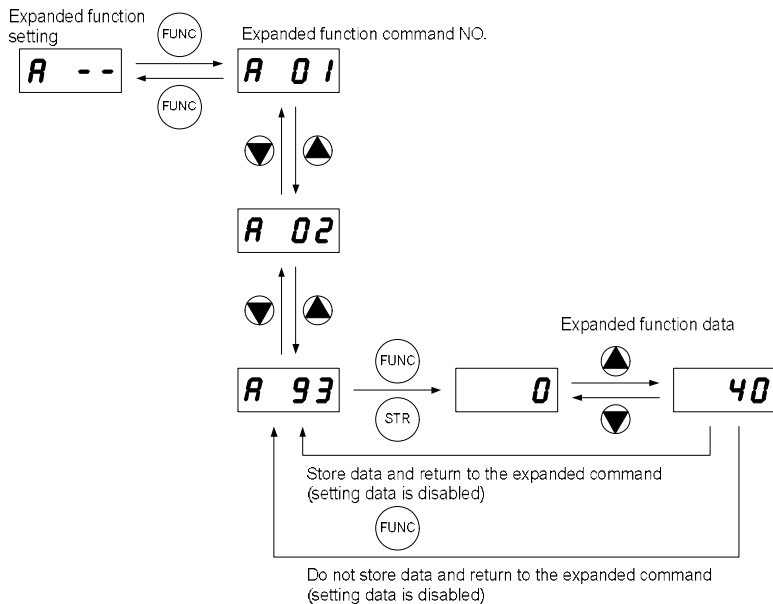 Expanded function
setting
FUNC
Expanded function command NO.
A --
A 01
FUNC
A 02
Expanded function data
A 93
FUNC
0
40
STR
Store data and return to the expanded command
(setting data is disabled)
FUNC
Do not store data and return to the expanded command
(setting data is disabled)